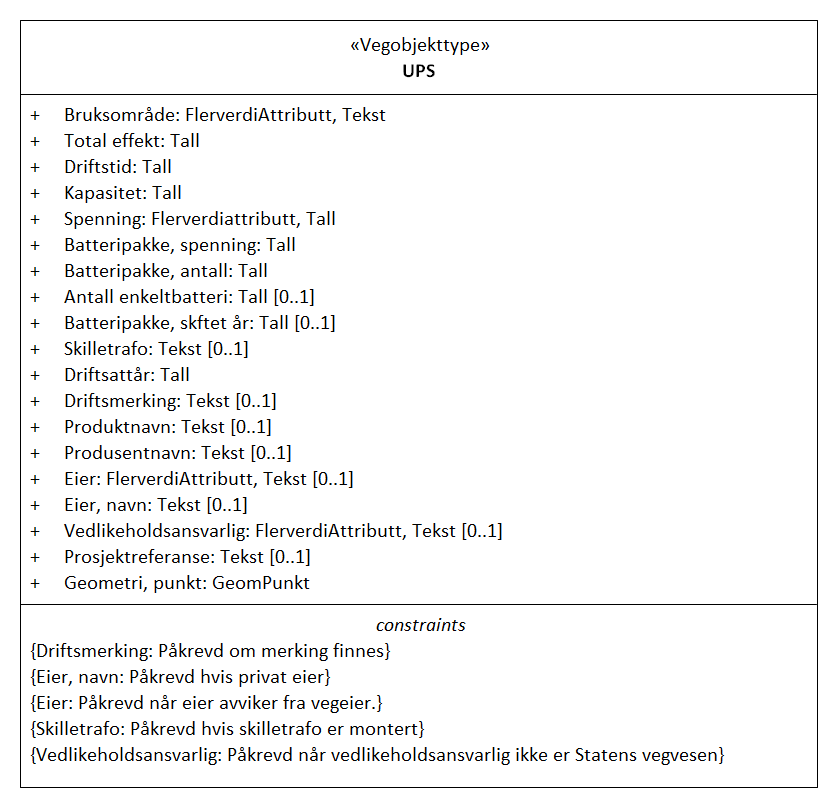 «Vegobjekttype»
UPS
+ Bruksområde: FlerverdiAttributt, Tekst
+ Total effekt: Tall
+ Driftstid: Tall
+ Kapasitet: Tall
+ Spenning: Flerverdiattributt, Tall
+ Batteripakke, spenning: Tall
+ Batteripakke, antall: Tall
+ Antall enkeltbatteri: Tall [0..1]
+ Batteripakke, skftet år: Tall [0..1]
+ Skilletrafo: Tekst [0..1]
+ Driftsattår: Tall
+ Driftsmerking: Tekst [0..1]
+ Produktnavn: Tekst [0..1]
+ Produsentnavn: Tekst [0..1]
+ Eier: FlerverdiAttributt, Tekst [0..1]
+ Eier, navn: Tekst [0..1]
+ Vedlikeholdsansvarlig: FlerverdiAttributt, Tekst [0..1]
+ Prosjektreferanse: Tekst [0..1]
+ Geometri, punkt: GeomPunkt
constraints
{Driftsmerking: Påkrevd om merking finnes}
{Eier, navn: Påkrevd hvis privat eier}
{Eier: Påkrevd når eier avviker fra vegeier.}
{Skilletrafo: Påkrevd hvis skilletrafo er montert}
{Vedlikeholdsansvarlig: Påkrevd når vedlikeholdsansvarlig ikke er Statens vegvesen}